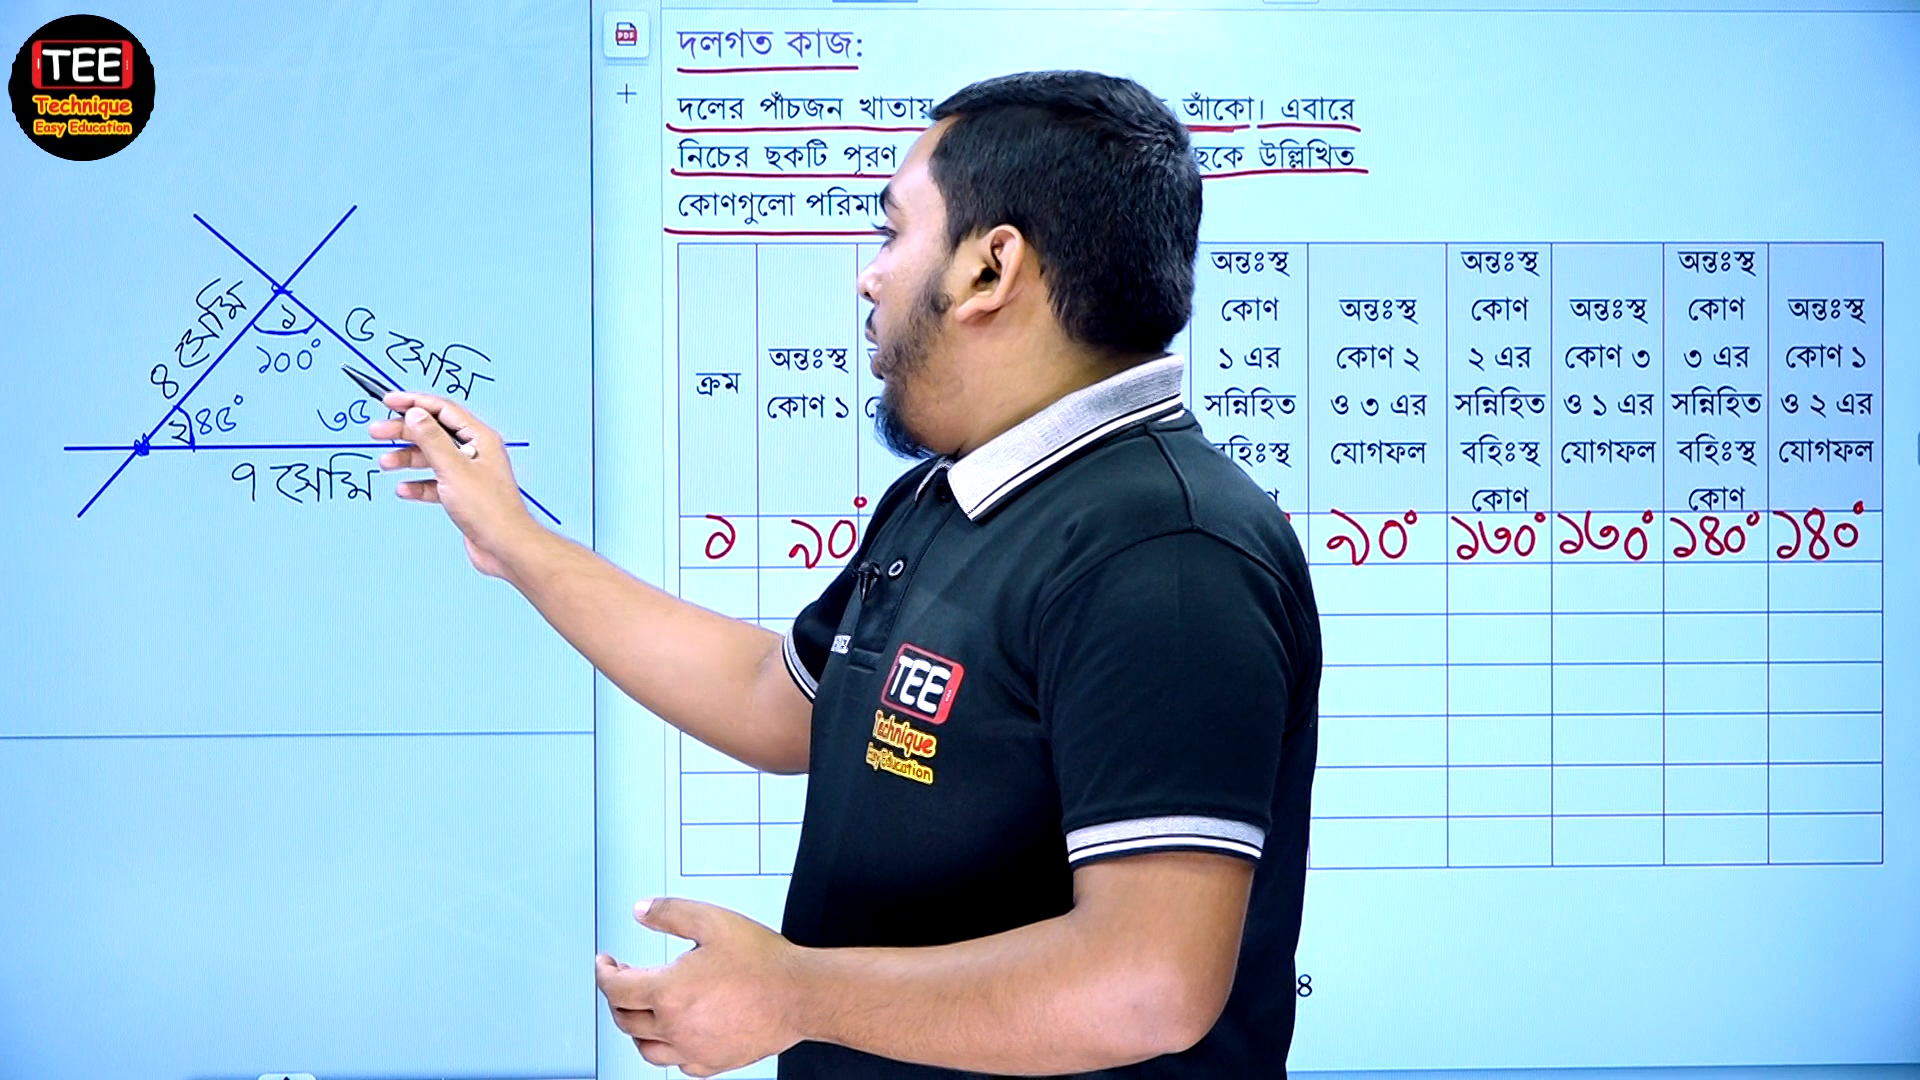 TEE
Technique
Easy Education
PDF
দলগত কাজ:
দলের পাঁচজন খাতায় আঁকো। এবারে
নিচের ছকটি পূরণ ছকে উল্লিখিত
কোণগুলো
ক্রম
অন্তঃস্থ
কোণ ১
অন্তঃস্থ
কোণ
১ এর
সন্নিহিত
বহিঃস্থ
অন্তঃস্থ
কোণ ২
ও ৩ এর
যোগফল
অন্তঃস্থ
কোণ
২ এর
সন্নিহিত
বহিঃস্থ
কোণ
অন্তঃস্থ
কোণ ৩
ও ১ এর
যোগফল
অন্তঃস্থ
কোণ
৩ এর
সন্নিহিত
বহিঃস্থ
কোণ
অন্তঃস্থ
কোণ ১
ও ২ এর
যোগফল
১ ৯০° ৯০° ১৩০° ১৩০° ১৪০° ১৪০°
৪ সেমি
৫ সেমি
১
১০০°
২ ৪৫° ৩৫
৭ সেমি
TEE
Technique
Easy Education
৪